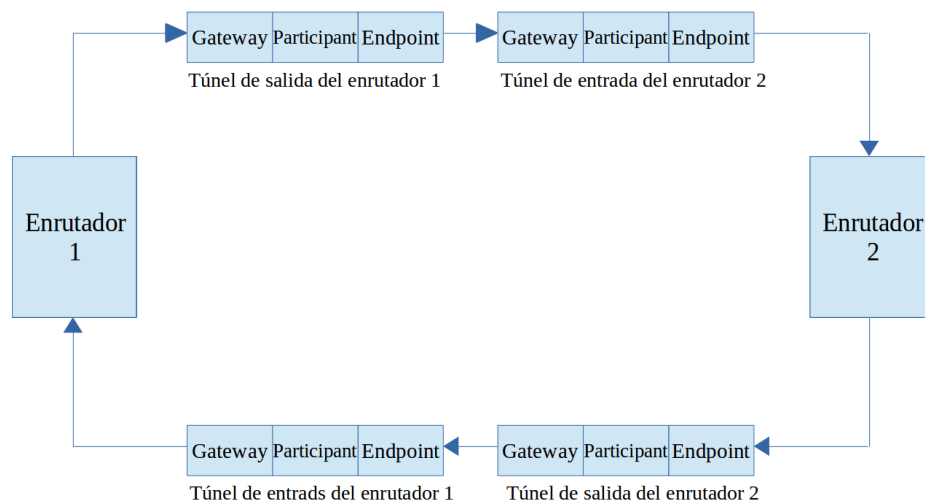 Gateway Participant Endpoint Gateway Participant Endpoint
Túnel de salida del enrutador 1 Túnel de entrada del enrutador 2
Enrutador
1
Enrutador
2
Gateway Participant Endpoint Gateway Participant Endpoint
Túnel de entrads del enrutador 1 Túnel de salida del enrutador 2